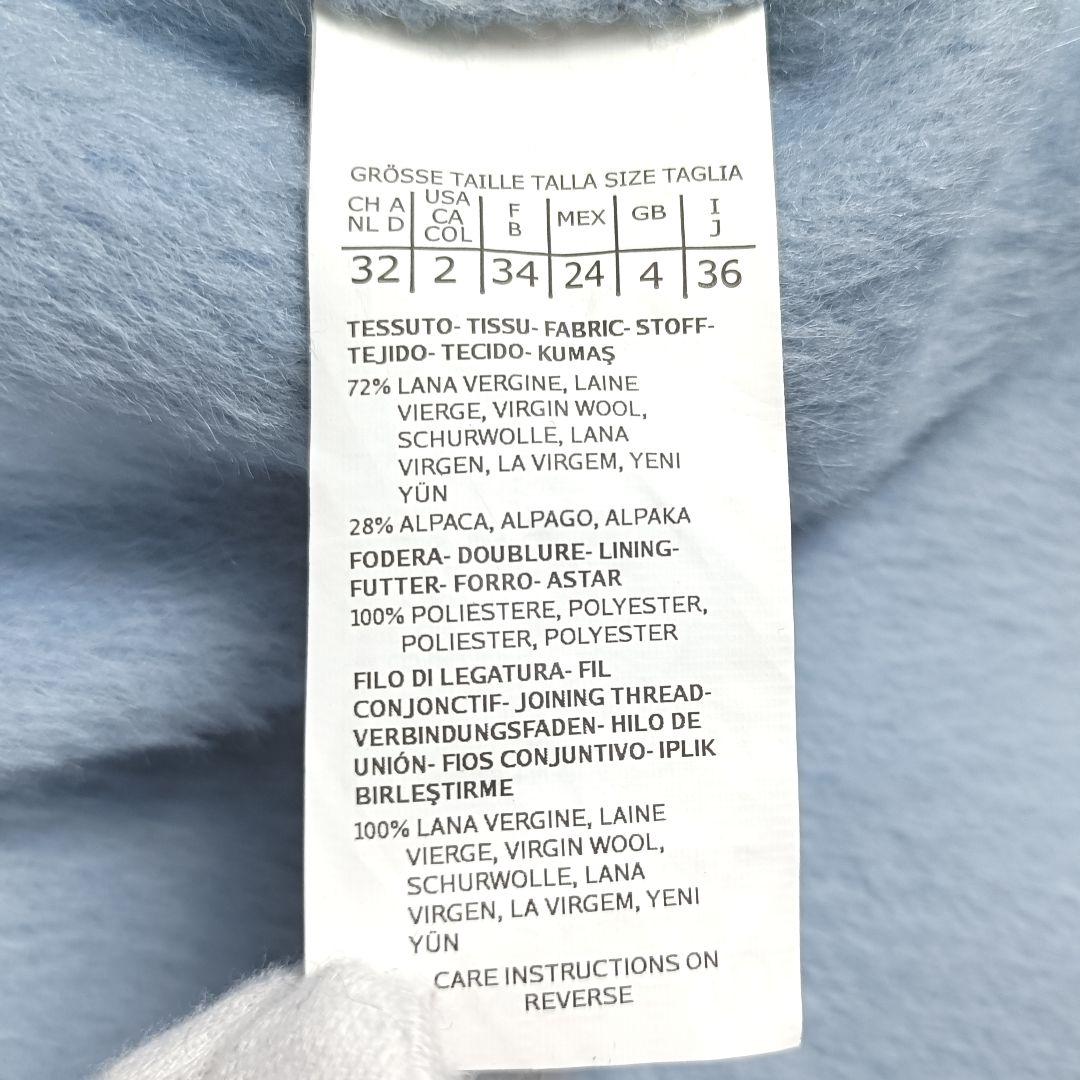 GRÖSSE TAILLE TALLA SIZE TAGLIA
CH A USA F MEX GB I
NL D CA B J
COL
32 2 34 24 4 36
TESSUTO- TISSU- FABRIC- STOFF-
TEJIDO- TECIDO- KUMAŞ
72% LANA VERGINE, LAINE
VIERGE, VIRGIN WOOL,
SCHURWOLLE, LANA
VIRGEN, LA VIRGEM, YENI
YÜN
28% ALPACA, ALPAGO, ALPAKA
FODERA- DOUBLURE- LINING-
FUTTER- FORRO- ASTAR
100% POLIESTERE, POLYESTER,
POLIESTER, POLYESTER
FILO DI LEGATURA- FIL
CONJONCTIF- JOINING THREAD-
VERBINDUNGSFADEN- HILO DE
UNIÓN- FIOS CONJUNTIVO- IPLIK
BIRLEŞTIRME
100% LANA VERGINE, LAINE
VIERGE, VIRGIN WOOL,
SCHURWOLLE, LANA
VIRGEN, LA VIRGEM, YENI
YÜN
CARE INSTRUCTIONS ON
REVERSE